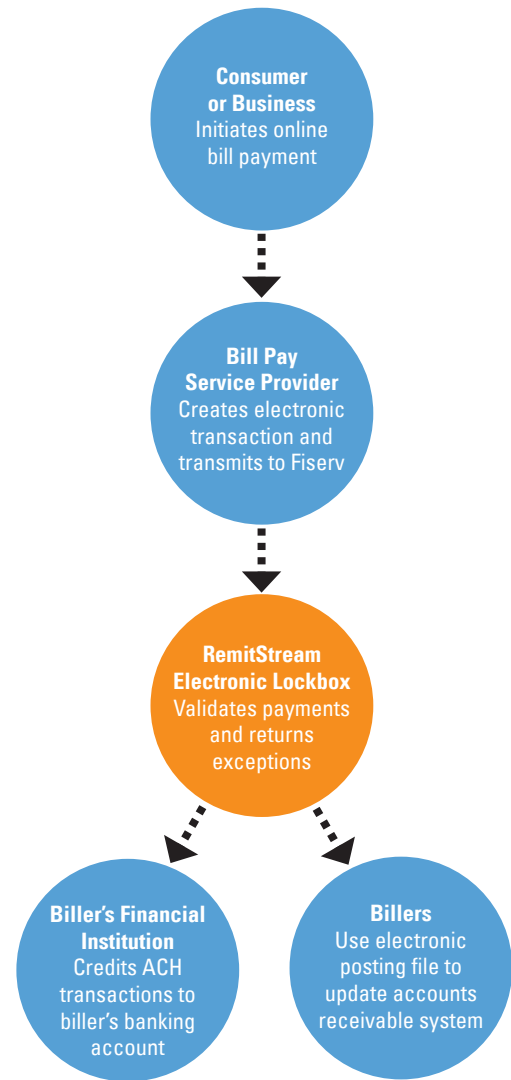 Consumer
or Business
Initiates online
bill payment
Bill Pay
Service Provider
Creates electronic
transaction and
transmits to Fiserv
RemitStream
Electronic Lockbox
Validates payments
and returns
exceptions
Biller's Financial
Institution
Credits ACH
transactions to
biller's banking
account
Billers
Use electronic
posting file to
update accounts
receivable system